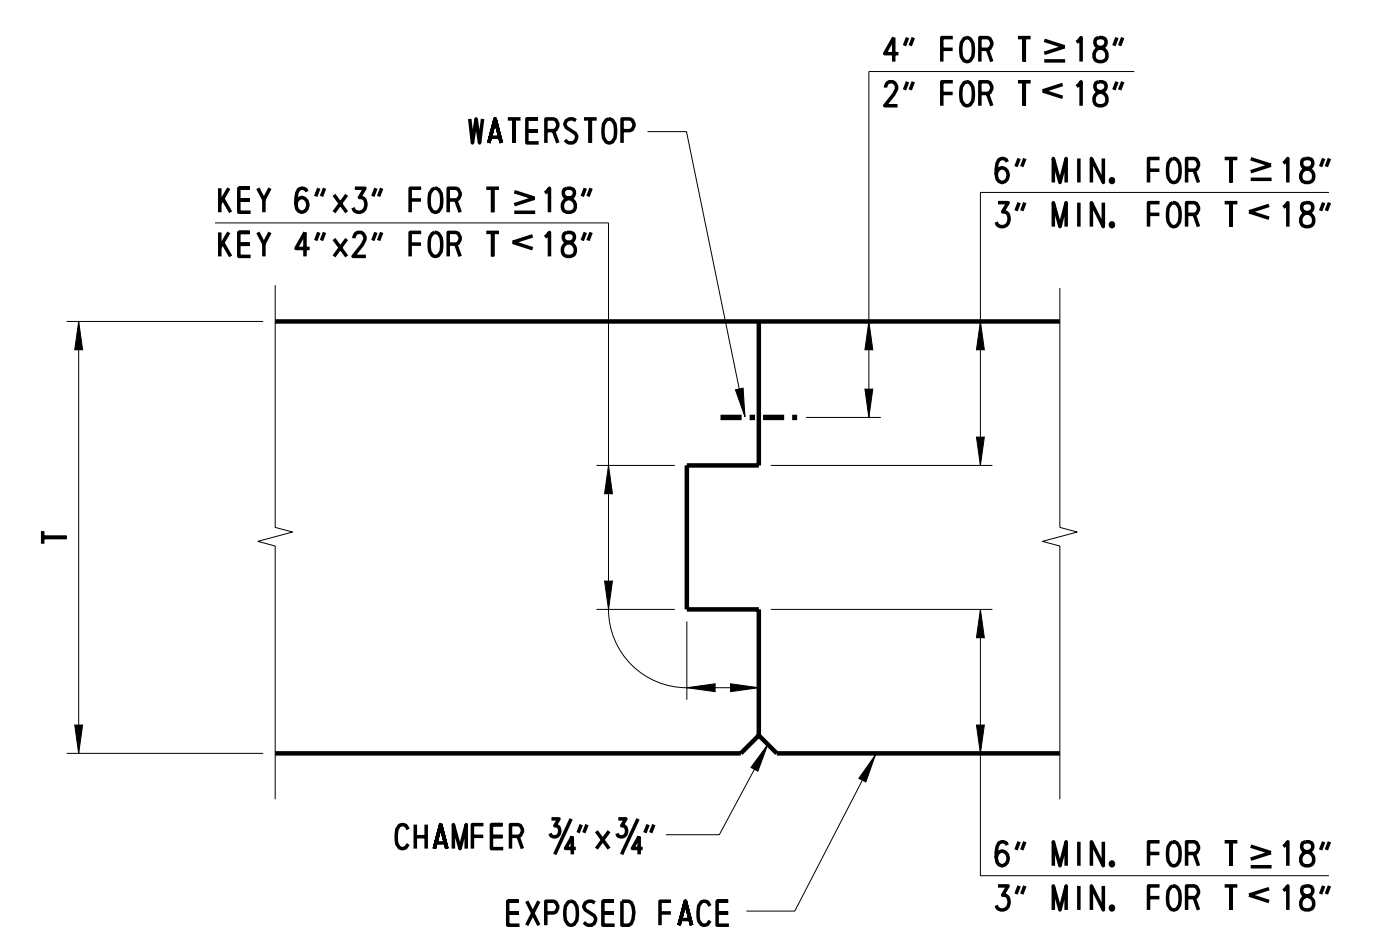 4" FOR T ≥ 18"
2" FOR T < 18"
WATERSTOP
6" MIN. FOR T ≥ 18"
3" MIN. FOR T < 18"
KEY 6"x3" FOR T ≥ 18"
KEY 4"x2" FOR T < 18"
T
CHAMFER ¾"x¾"
6" MIN. FOR T ≥ 18"
3" MIN. FOR T < 18"
EXPOSED FACE